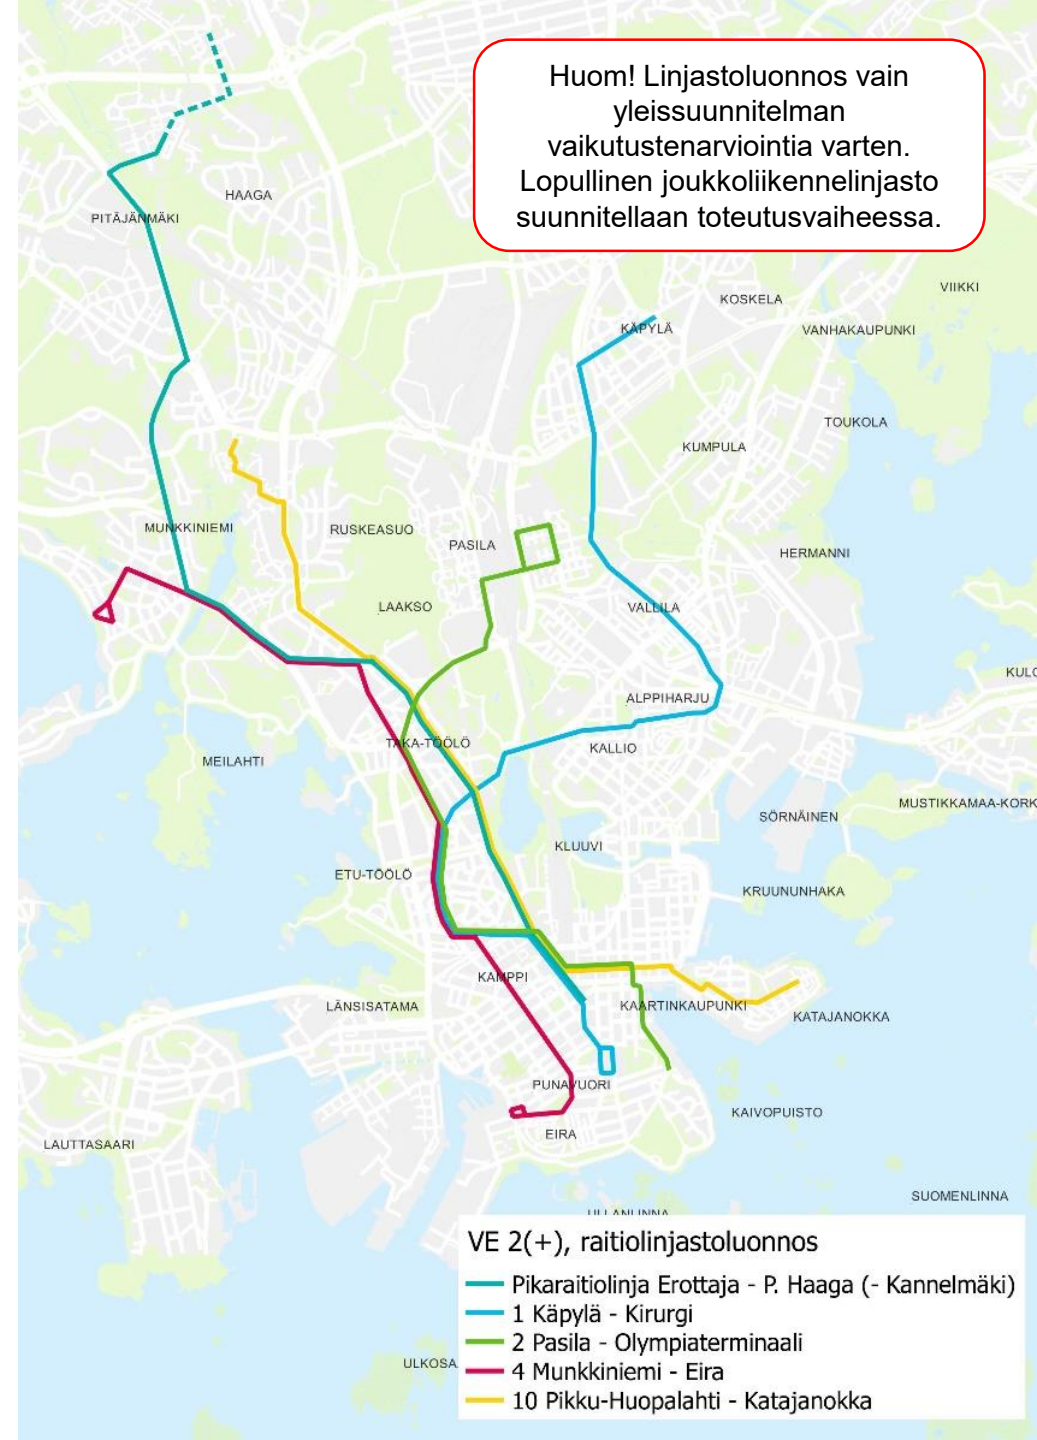 Huom! Linjastoluonnos vain
yleissuunnitelman
vaikutustenarviointia varten.
Lopullinen joukkoliikennelinjasto
suunnitellaan toteutusvaiheessa.
HAAGA
PITÄJÄNMÄKI
VIIKKI
KOSKELA
KÄPYLÄ
VANHAKAUPUNKI
TOUKOLA
KUMPULA
MUNKKINIEMI
RUSKEASUO
PASILA
HERMANNI
LAAKSO
VALLILA
KULO
ALPPIHARJU
TAKA-TÖÖLÖ
KALLIO
MEILAHTI
MUSTIKKAMAA-KORK
SÖRNÄINEN
KLUUVI
ETU-TÖÖLÖ
KRUUNUNHAKA
KAMPPI
LÄNSISATAMA
KAARTINKAUPUNKI
KATAJANOKKA
PUNAVUORI
KAIVOPUISTO
EIRA
LAUTTASAARI
SUOMENLINNA
ULLANLINNA
VE 2(+), raitiolinjastoluonnos
Pikaraitiolinja Erottaja - P. Haaga (- Kannelmäki)
1 Käpylä - Kirurgi
2 Pasila - Olympiaterminaali
ULKOSA
4 Munkkiniemi - Eira
10 Pikku-Huopalahti - Katajanokka